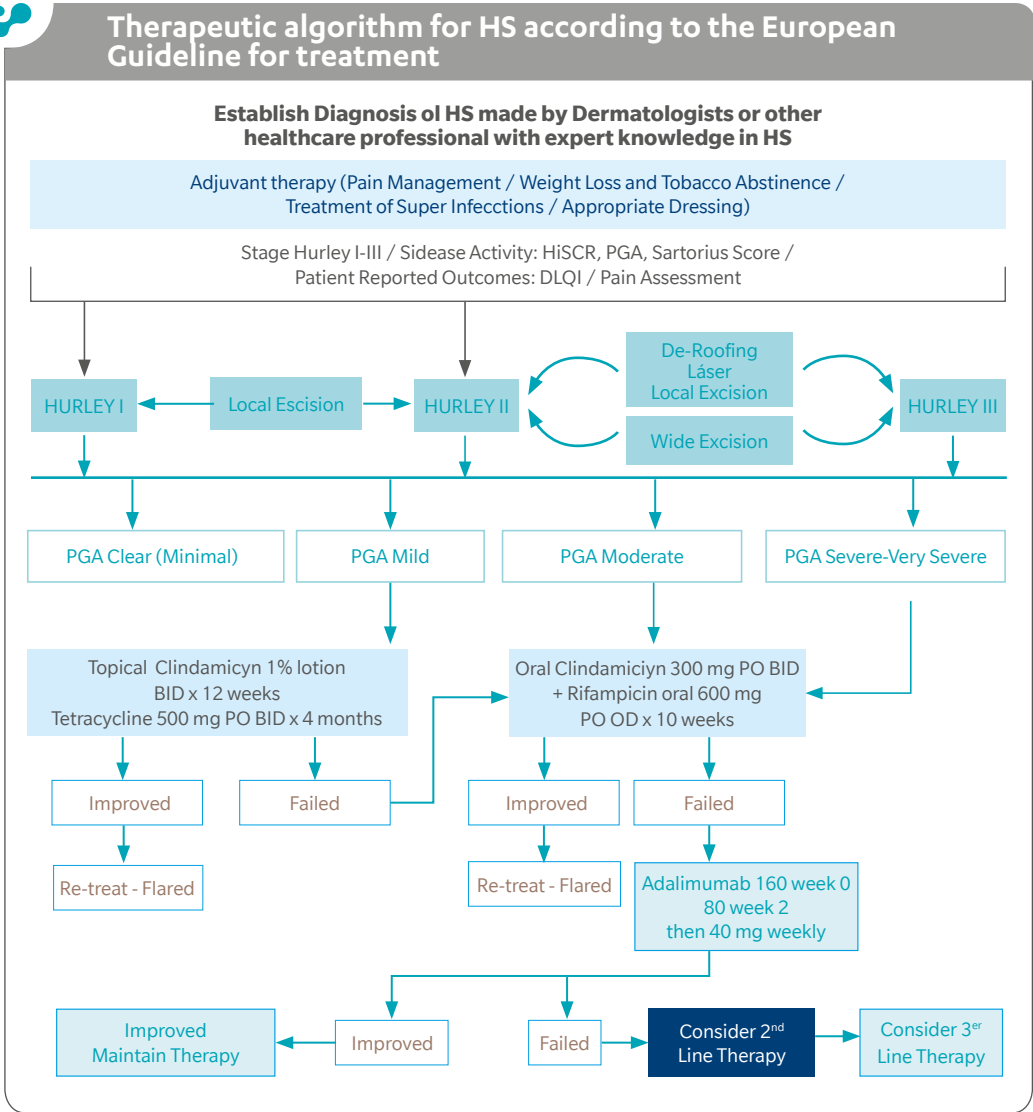 Therapeutic algorithm for HS according to the European
Guideline for treatment
Establish Diagnosis of HS made by Dermatologists or other
healthcare professional with expert knowledge in HS
Adjuvant therapy (Pain Management / Weight Loss and Tobacco Abstinence /
Treatment of Super Infecctions / Appropriate Dressing)
Stage Hurley I-III / Sidease Activity: HiSCR, PGA, Sartorius Score /
Patient Reported Outcomes: DLQI / Pain Assessment
HURLEY I
Local Escision
HURLEY II
De-Roofing
Láser
Local Excision
Wide Excision
HURLEY III
PGA Clear (Minimal)
PGA Mild
PGA Moderate
PGA Severe-Very Severe
Topical Clindamicyn 1% lotion
BID x 12 weeks
Tetracycline 500 mg PO BID x 4 months
Oral Clindamiciyn 300 mg PO BID
+ Rifampicin oral 600 mg
PO OD x 10 weeks
Improved
Failed
Improved
Failed
Re-treat - Flared
Re-treat - Flared
Adalimumab 160 week 0
80 week 2
then 40 mg weekly
Improved
Maintain Therapy
Improved
Failed
Consider 2nd
Line Therapy
Consider 3er
Line Therapy